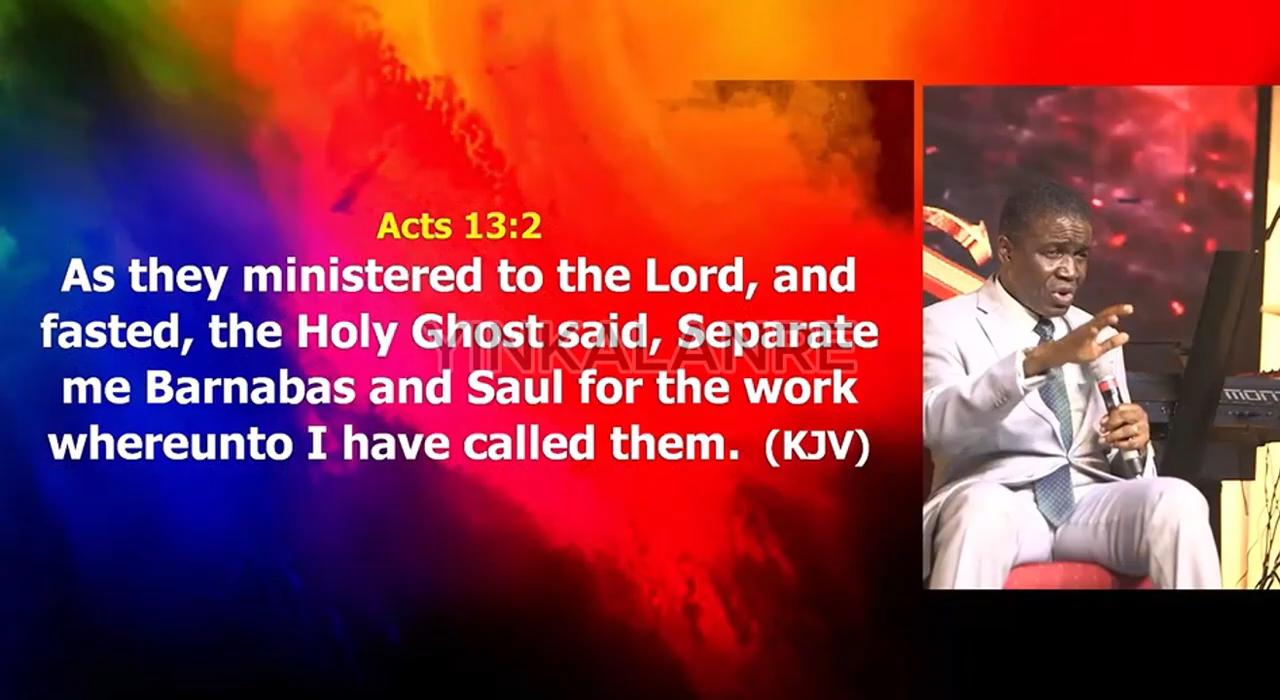 Acts 13:2
As they ministered to the Lord, and
fasted, the Holy Ghost said, Separate
me Barnabas and Saul for the work
whereunto I have called them. (KJV)
YINKALANRE